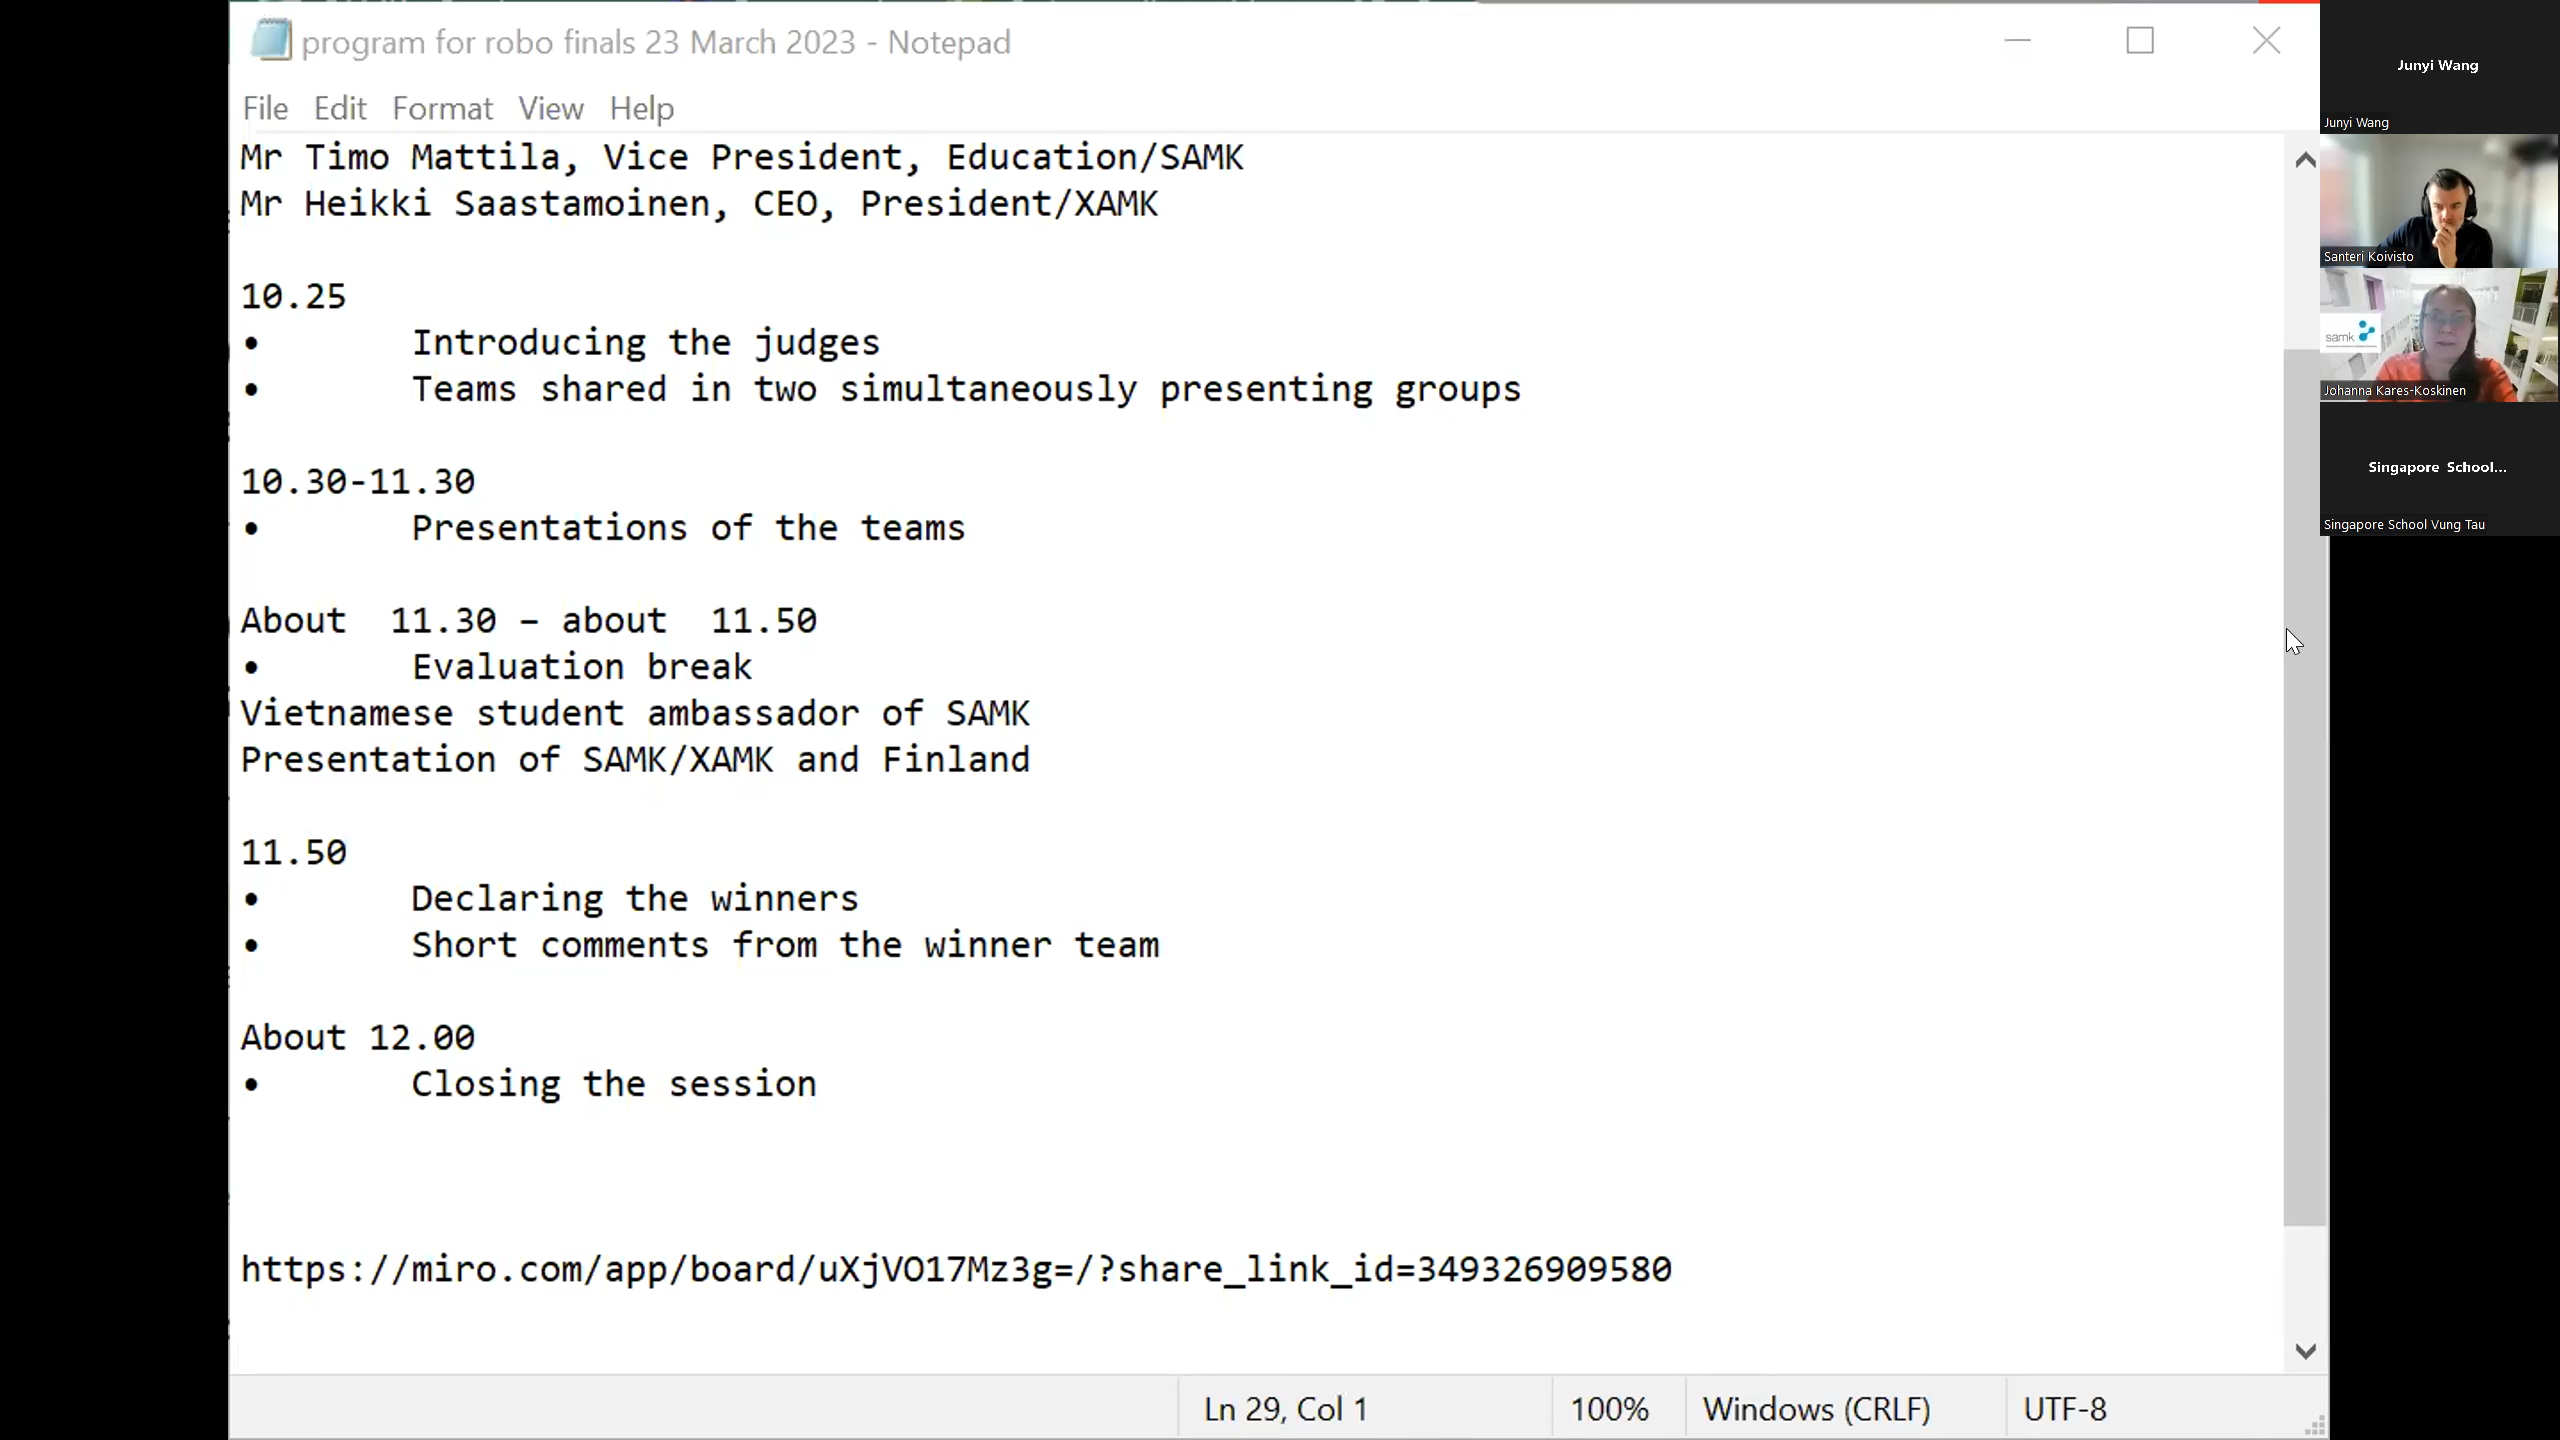 program for robo finals 23 March 2023 - Notepad
File Edit Format View Help
Mr Timo Mattila, Vice President, Education/SAMK
Mr Heikki Saastamoinen, CEO, President/XAMK
10.25
• Introducing the judges
• Teams shared in two simultaneously presenting groups
10.30-11.30
• Presentations of the teams
About  11.30 – about  11.50
• Evaluation break
Vietnamese student ambassador of SAMK
Presentation of SAMK/XAMK and Finland
11.50
• Declaring the winners
• Short comments from the winner team
About 12.00
• Closing the session
https://miro.com/app/board/uXjVO17Mz3g=/?share_link_id=349326909580
Ln 29, Col 1
100%
Windows (CRLF)
UTF-8
Junyi Wang
Junyi Wang
Santeri Koivisto
samk
Johanna Kares-Koskinen
Singapore School...
Singapore School Vung Tau